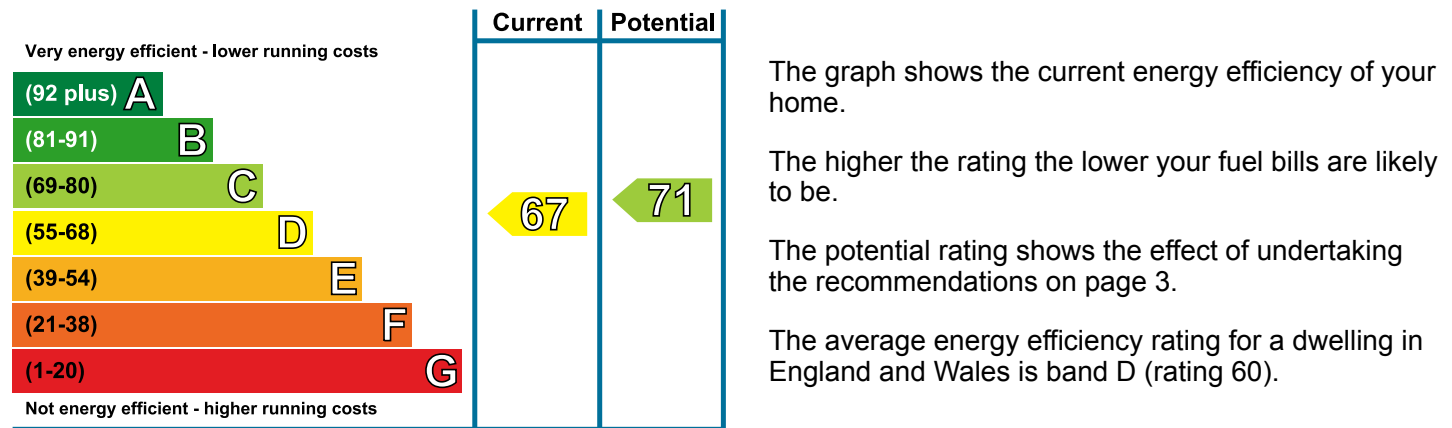 Current Potential
Very energy efficient - lower running costs
(92 plus) A
(81-91) B
(69-80) C
(55-68) D
(39-54) E
(21-38) F
(1-20) G
Not energy efficient - higher running costs
67
71
The graph shows the current energy efficiency of your
home.
The higher the rating the lower your fuel bills are likely
to be.
The potential rating shows the effect of undertaking
the recommendations on page 3.
The average energy efficiency rating for a dwelling in
England and Wales is band D (rating 60).